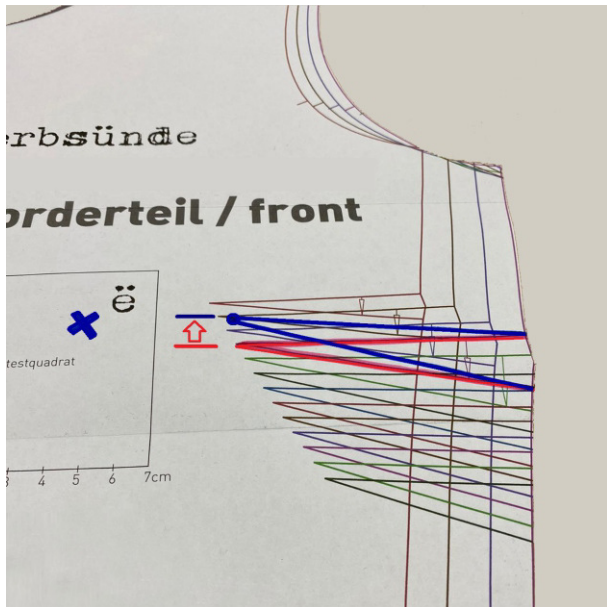 erbsünde
orderteil / front
ë
testquadrat
3 4 5 6 7cm